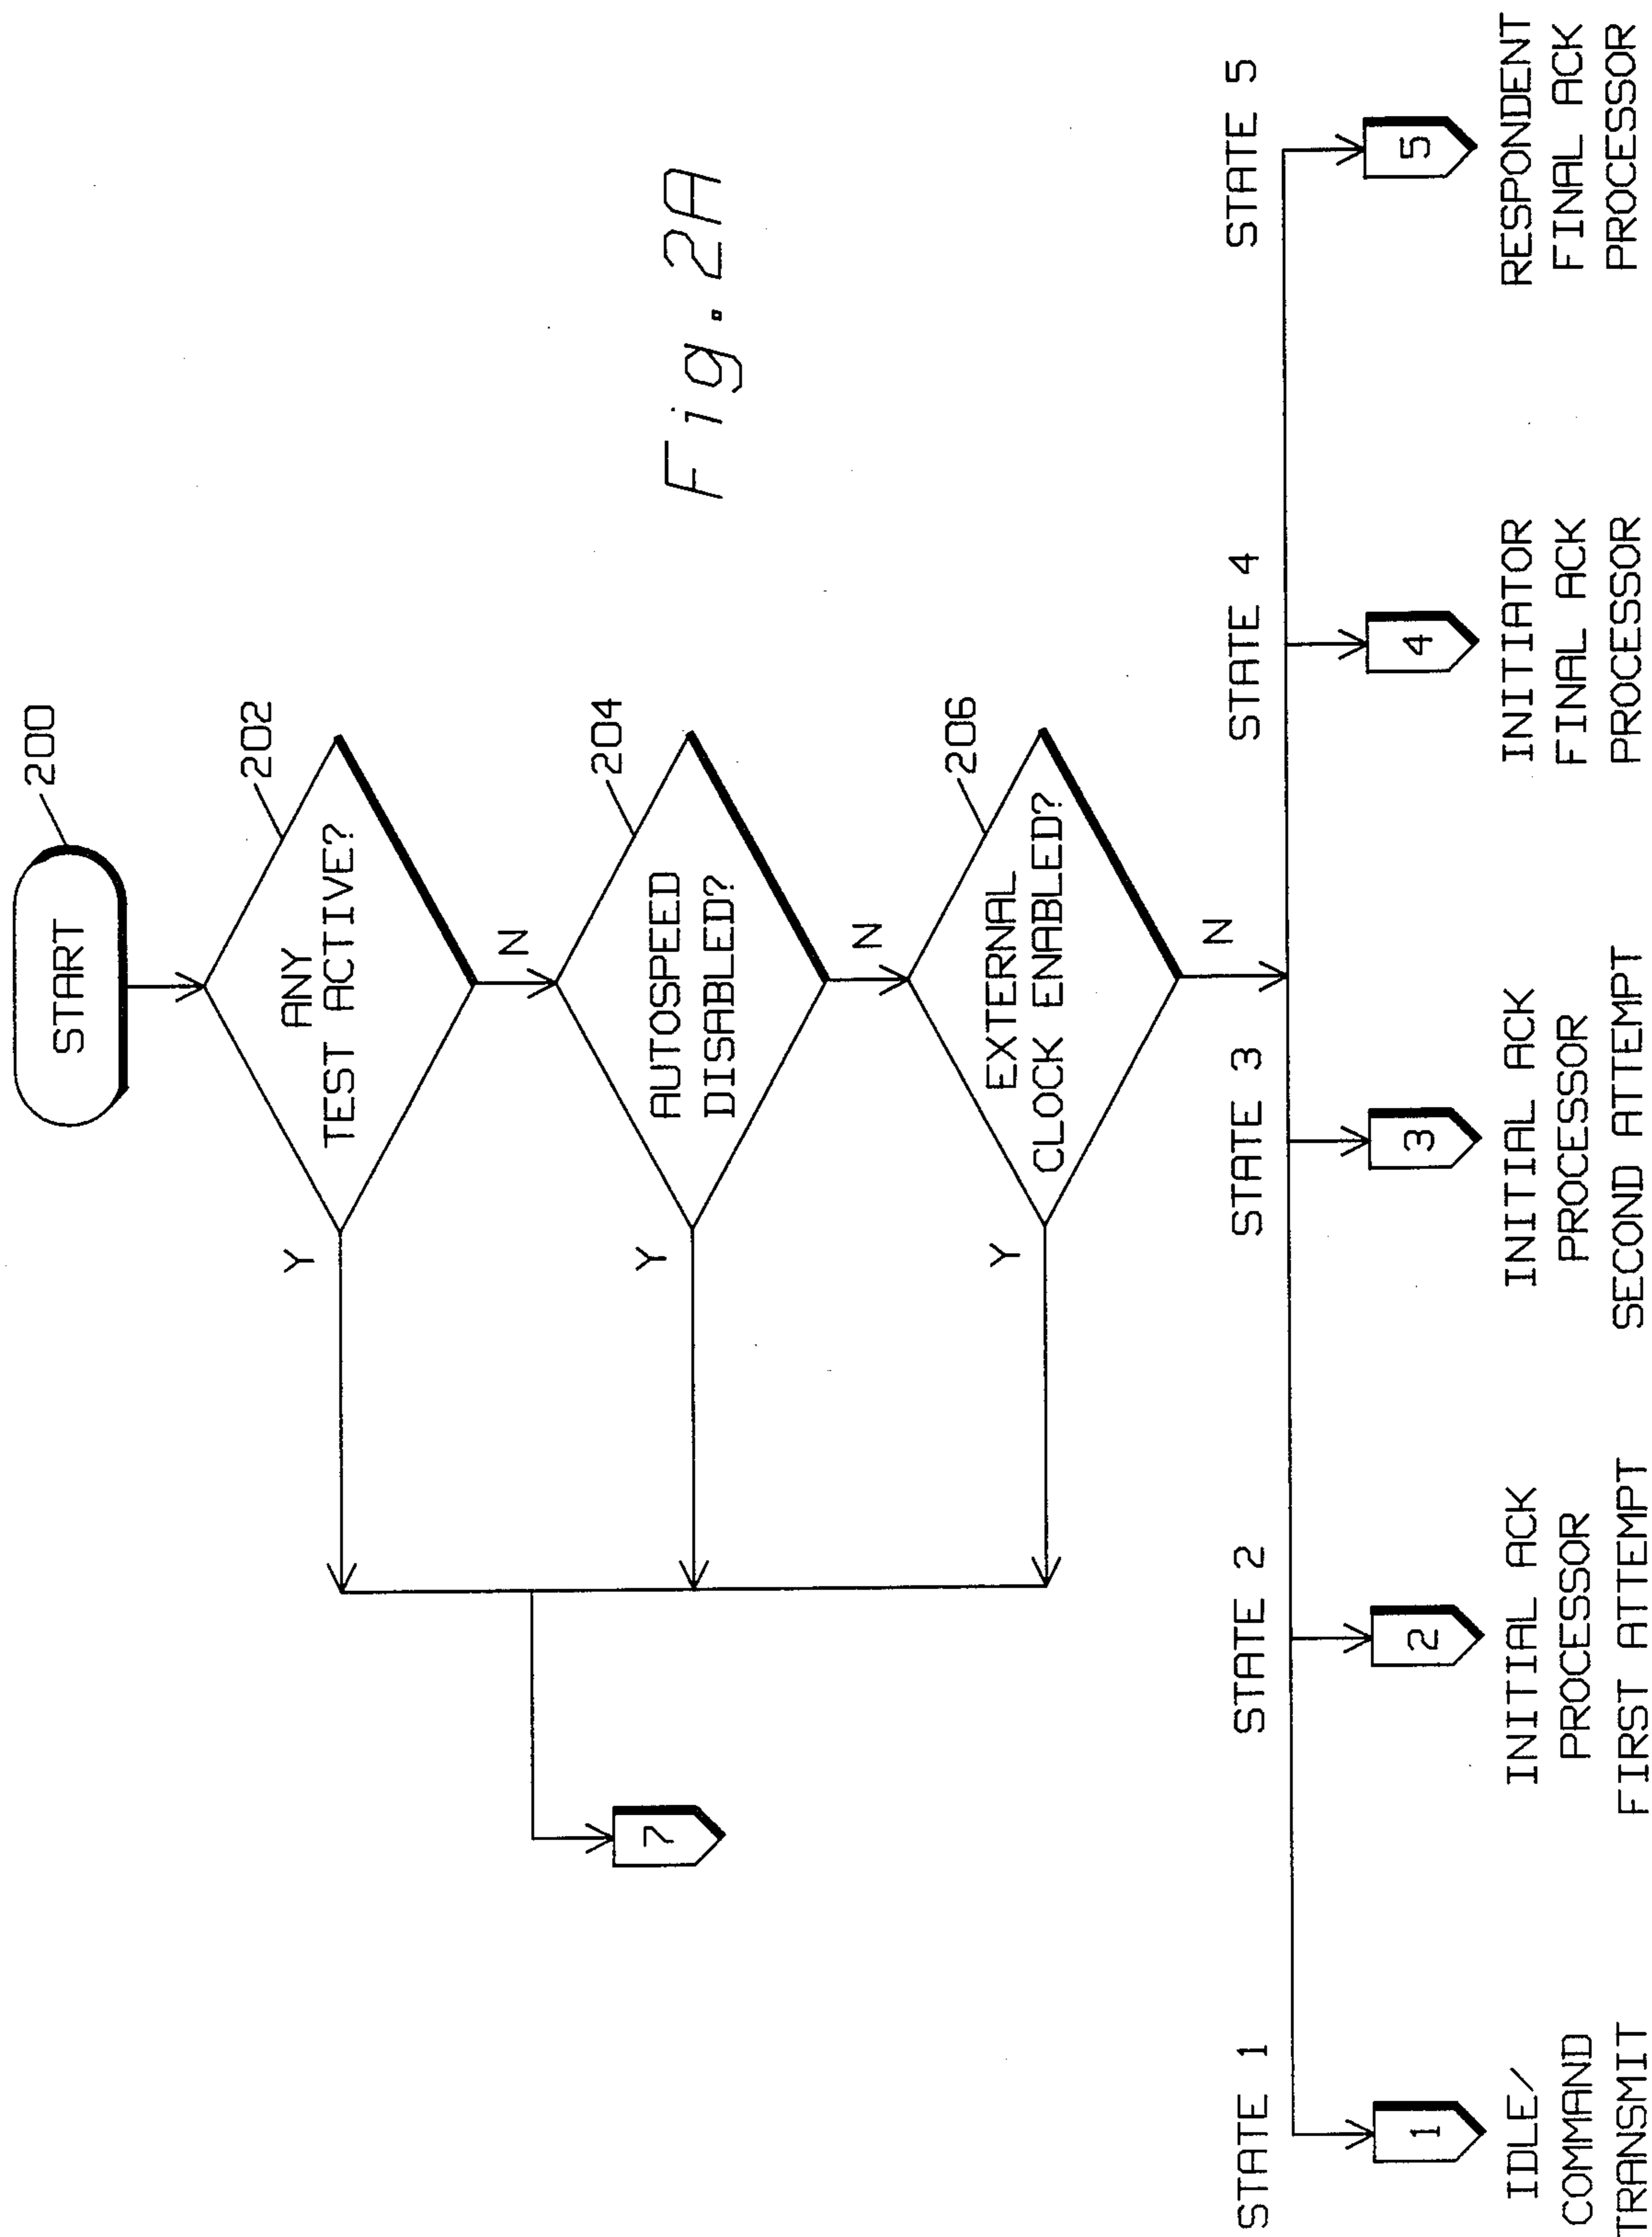 START
200
ANY
TEST ACTIVE?
202
Y
N
AUTOSPEED
DISABLED?
204
Y
N
EXTERNAL
CLOCK ENABLED?
206
Y
N
7
Fig. 2A
STATE 1
STATE 2
STATE 3
STATE 4
STATE 5
1
2
3
4
5
IDLE/
COMMAND
TRANSMIT
INITIAL ACK
PROCESSOR
FIRST ATTEMPT
INITIAL ACK
PROCESSOR
SECOND ATTEMPT
INITIATOR
FINAL ACK
PROCESSOR
RESPONDENT
FINAL ACK
PROCESSOR